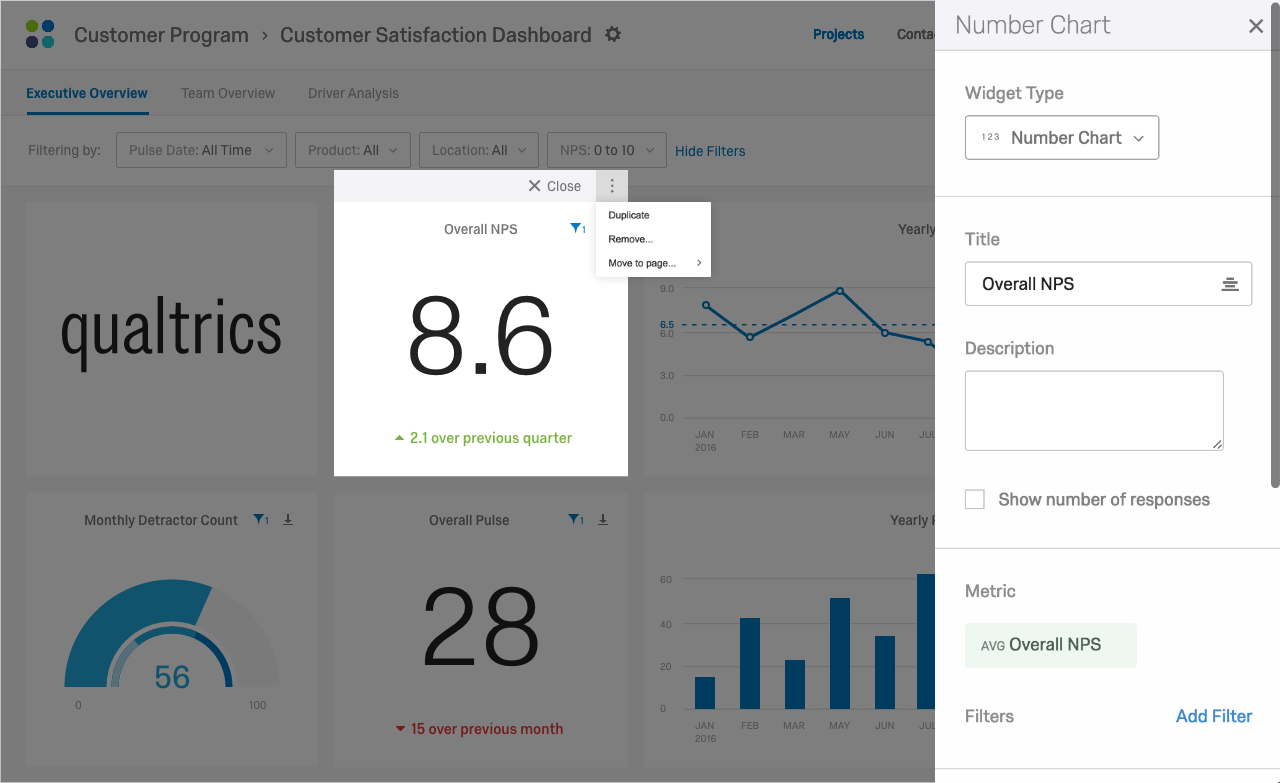 Customer Program › Customer Satisfaction Dashboard
Projects
Conta
Executive Overview
Team Overview
Driver Analysis
Filtering by:
Pulse Date: All Time
Product: All
Location: All
NPS: 0 to 10
Hide Filters
qualtrics
Close
Overall NPS
1
8.6
2.1 over previous quarter
Duplicate
Remove...
Move to page...
Yearly
9.0
6.5
6.0
3.0
0.0
JAN FEB MAR MAY JUN JUL
2016
Monthly Detractor Count
1
56
0
100
Overall Pulse
1
28
15 over previous month
Yearly
60
40
20
0
JAN FEB MAR MAY JUN JUL
2016
Number Chart
Widget Type
123 Number Chart
Title
Overall NPS
Description
Show number of responses
Metric
AVG Overall NPS
Filters
Add Filter